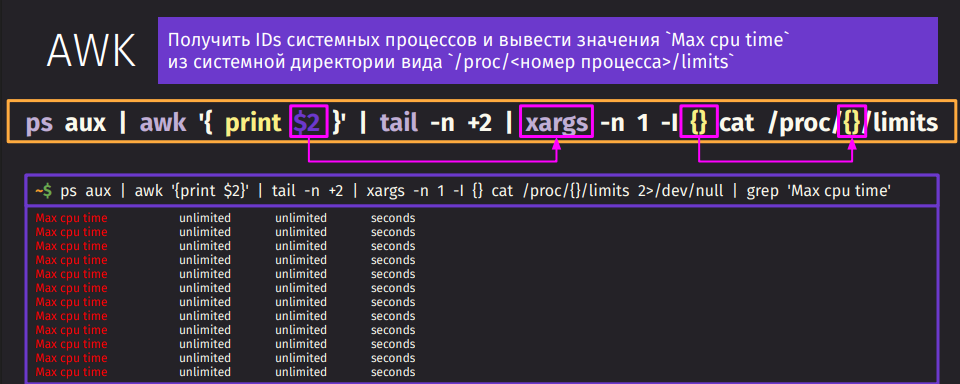 AWK
Получить IDs системных процессов и вывести значения `Max cpu time`
из системной директории вида `/proc/<номер процесса>/limits`
ps aux | awk '{ print $2 }' | tail -n +2 | xargs -n 1 -I {} cat /proc/{}/limits
~$ ps aux | awk '{print $2}' | tail -n +2 | xargs -n 1 -I {} cat /proc/{}/limits 2>/dev/null | grep 'Max cpu time'
Max cpu time unlimited unlimited seconds
Max cpu time unlimited unlimited seconds
Max cpu time unlimited unlimited seconds
Max cpu time unlimited unlimited seconds
Max cpu time unlimited unlimited seconds
Max cpu time unlimited unlimited seconds
Max cpu time unlimited unlimited seconds
Max cpu time unlimited unlimited seconds
Max cpu time unlimited unlimited seconds
Max cpu time unlimited unlimited seconds
Max cpu time unlimited unlimited seconds
Max cpu time unlimited unlimited seconds